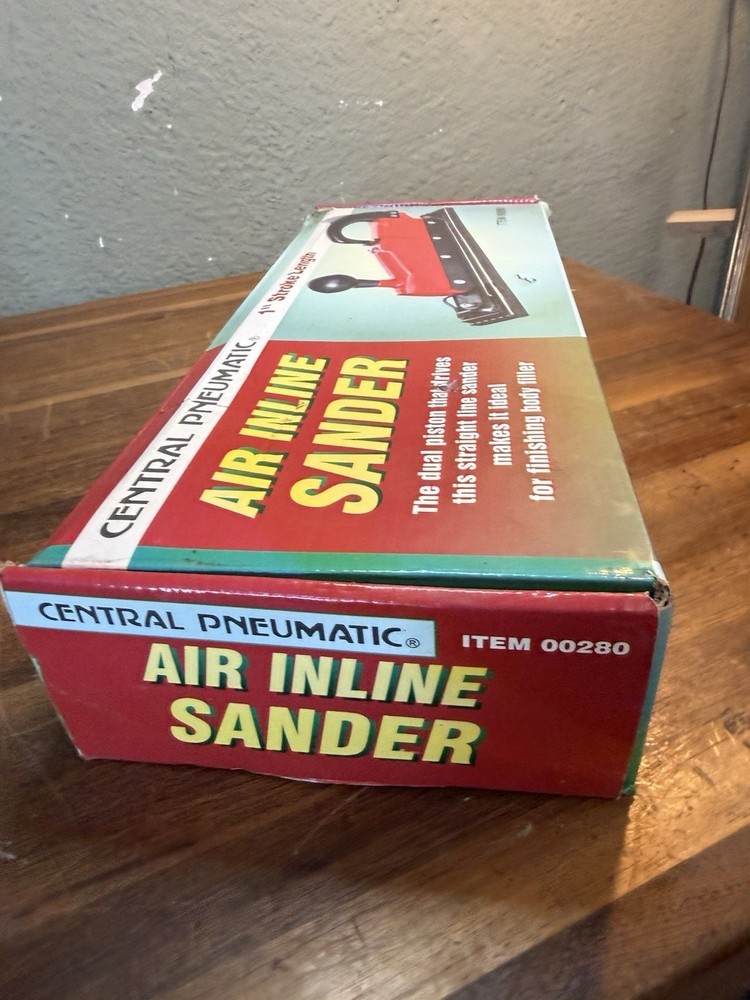 CENTRAL PNEUMATIC® 1" Stroke Length
AIR INLINE
SANDER
The dual piston that drives
this straight line sander
makes it ideal
for finishing body filler
CENTRAL PNEUMATIC®
ITEM 00280
AIR INLINE
SANDER